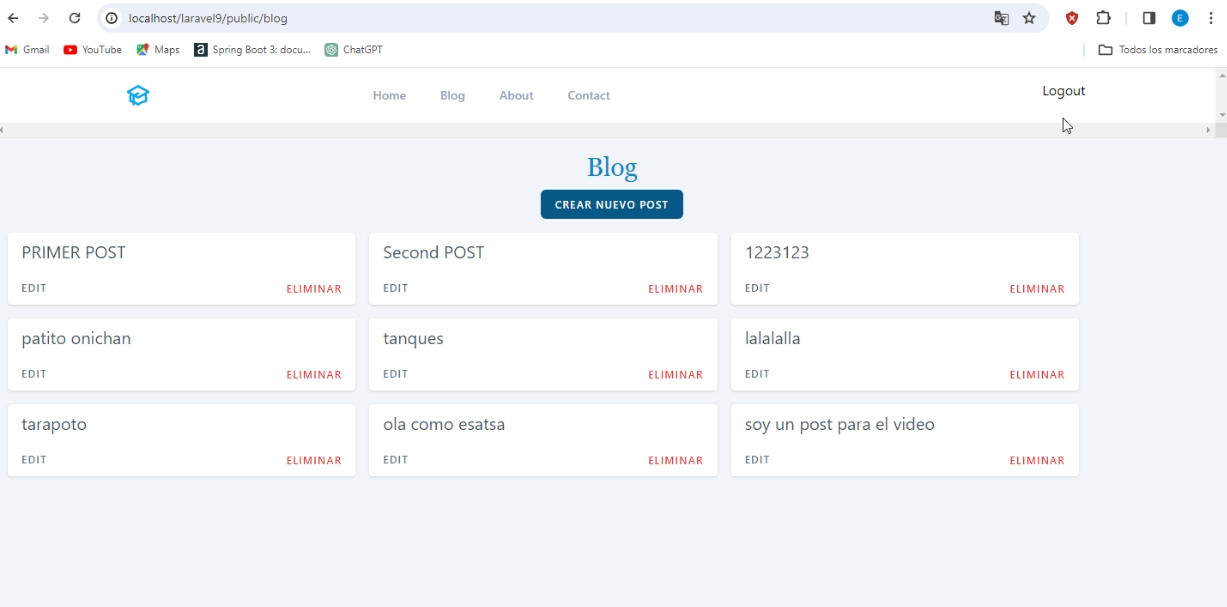 localhost/laravel9/public/blog
E
Gmail YouTube Maps a Spring Boot 3: docu... ChatGPT Todos los marcadores
Home Blog About Contact Logout
Blog
CREAR NUEVO POST
PRIMER POST
EDIT ELIMINAR
Second POST
EDIT ELIMINAR
1223123
EDIT ELIMINAR
patito onichan
EDIT ELIMINAR
tanques
EDIT ELIMINAR
lalalalla
EDIT ELIMINAR
tarapoto
EDIT ELIMINAR
ola como esatsa
EDIT ELIMINAR
soy un post para el video
EDIT ELIMINAR